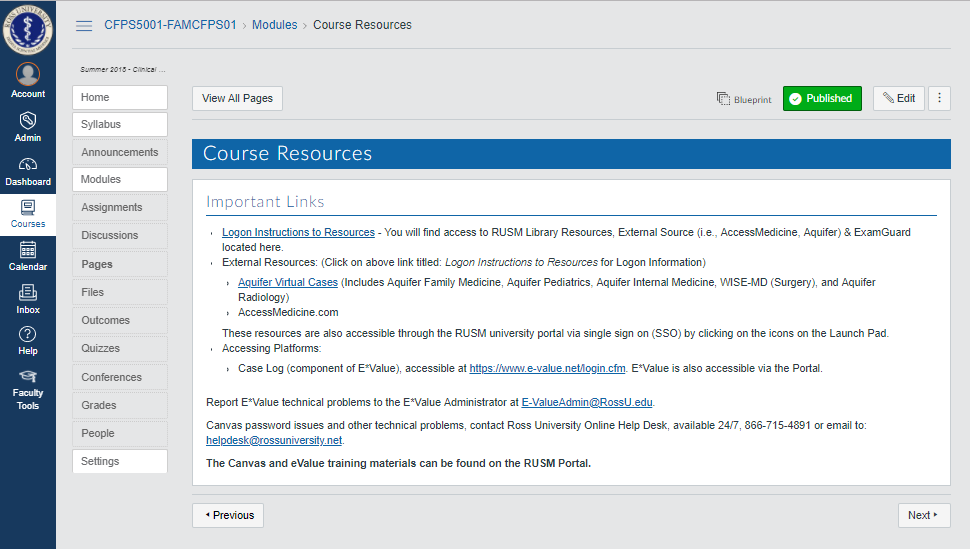 ROSS UNIVERSITY
CFPS5001-FAMCFPS01 › Modules › Course Resources
Account
Admin
Dashboard
Courses
Calendar
Inbox
Help
Faculty
Tools
Summer 2015 - Clinical ...
Home
Syllabus
Announcements
Modules
Assignments
Discussions
Pages
Files
Outcomes
Quizzes
Conferences
Grades
People
Settings
View All Pages
Blueprint
Published
Edit
Course Resources
Important Links
Logon Instructions to Resources - You will find access to RUSM Library Resources, External Source (i.e., AccessMedicine, Aquifer) & ExamGuard
located here.
External Resources: (Click on above link titled: Logon Instructions to Resources for Logon Information)
Aquifer Virtual Cases (Includes Aquifer Family Medicine, Aquifer Pediatrics, Aquifer Internal Medicine, WISE-MD (Surgery), and Aquifer
Radiology)
AccessMedicine.com
These resources are also accessible through the RUSM university portal via single sign on (SSO) by clicking on the icons on the Launch Pad.
Accessing Platforms:
Case Log (component of E*Value), accessible at https://www.e-value.net/login.cfm. E*Value is also accessible via the Portal.
Report E*Value technical problems to the E*Value Administrator at E-ValueAdmin@RossU.edu.
Canvas password issues and other technical problems, contact Ross University Online Help Desk, available 24/7, 866-715-4891 or email to:
helpdesk@rossuniversity.net.
The Canvas and eValue training materials can be found on the RUSM Portal.
Previous
Next